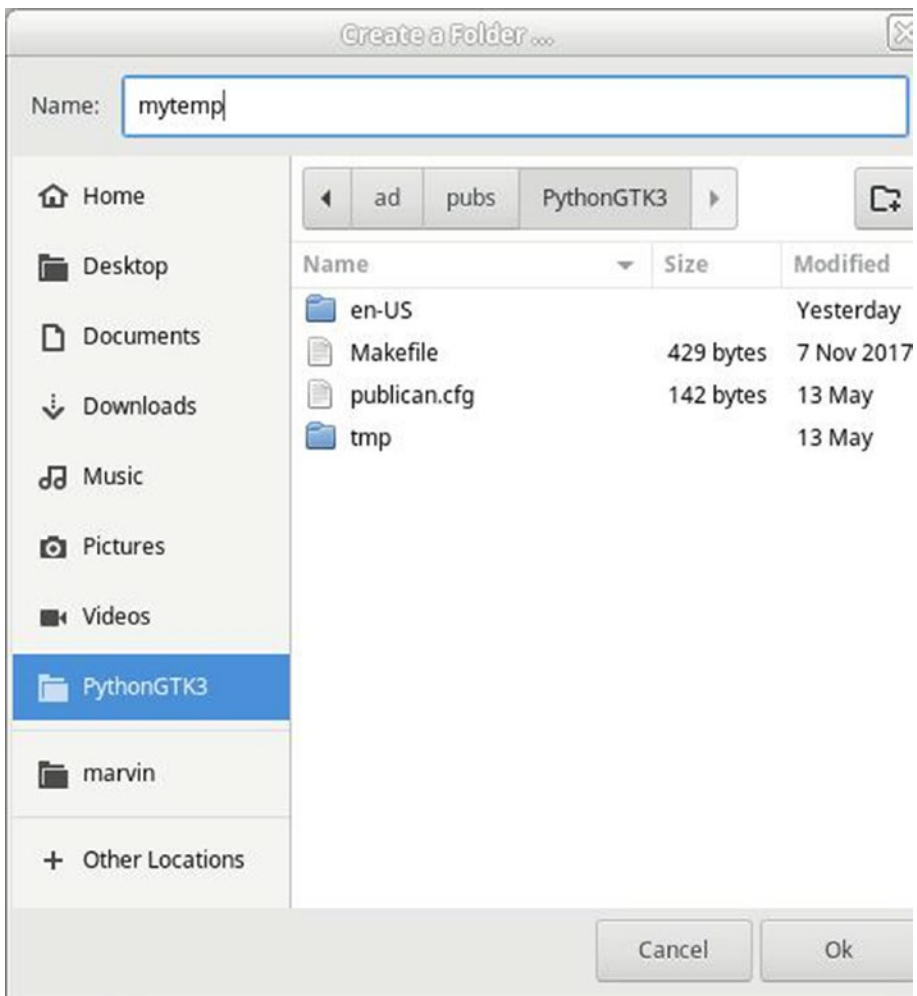 Create a Folder ...
Name: mytemp
Home
Desktop
Documents
Downloads
Music
Pictures
Videos
PythonGTK3
marvin
Other Locations
ad pubs PythonGTK3
Name Size Modified
en-US Yesterday
Makefile 429 bytes 7 Nov 2017
publican.cfg 142 bytes 13 May
tmp 13 May
Cancel Ok